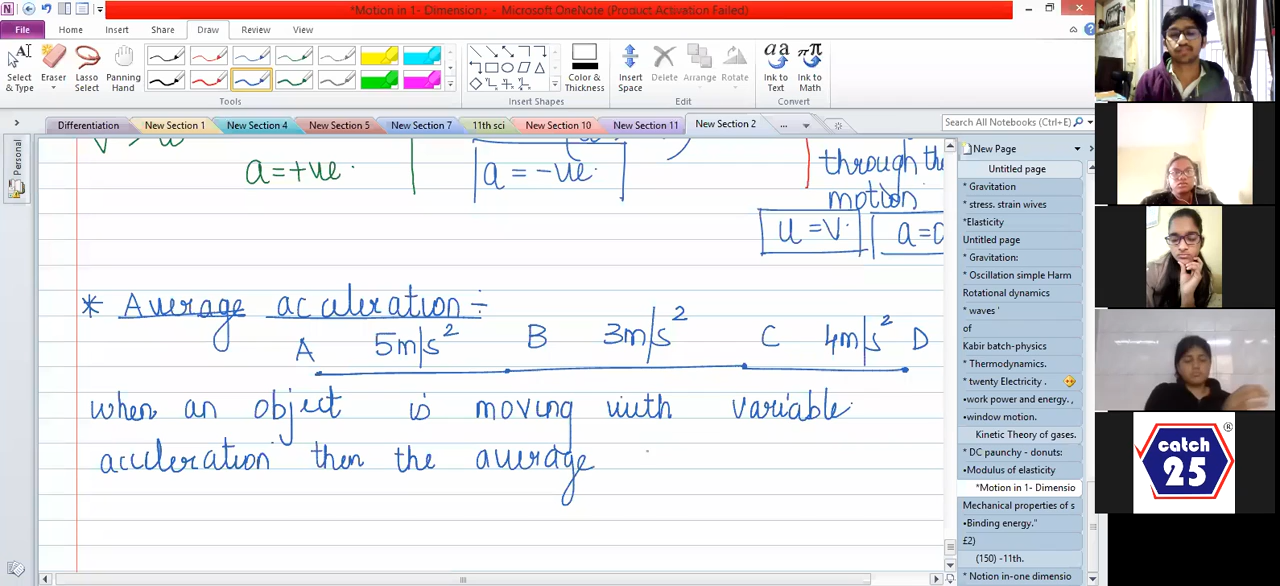 *Motion in 1- Dimension : - Microsoft OneNote (Product Activation Failed)
File Home Insert Share Draw Review View
Select & Type
Eraser
Lasso Select
Panning Hand
Color & Thickness
Insert Space
Delete
Arrange
Rotate
Ink to Text
Ink to Math
Tools
Insert Shapes
Edit
Convert
Differentiation New Section 1 New Section 4 New Section 5 New Section 7 11th sci New Section 10 New Section 11 New Section 2 ...
Search All Notebooks (Ctrl+E)
Personal
a = +ve.
a = -ve.
through the
motion
u = v.
* Average accleration :-
A 5m/s² B 3m/s² C 4m/s² D
when an object is moving with variable
accleration then the average
New Page
Untitled page
* Gravitation
* stress. strain wives
*Elasticity
Untitled page
* Gravitation:
* Oscillation simple Harm
Rotational dynamics
* waves '
of
Kabir batch-physics
* Thermodynamics.
* twenty Electricity .
•work power and energy. ,
•window motion.
Kinetic Theory of gases.
* DC paunchy - donuts:
•Modulus of elasticity
*Motion in 1- Dimensio
Mechanical properties of s
•Binding energy."
£2)
(150) -11th.
* Notion in-one dimensio
catch
25
®